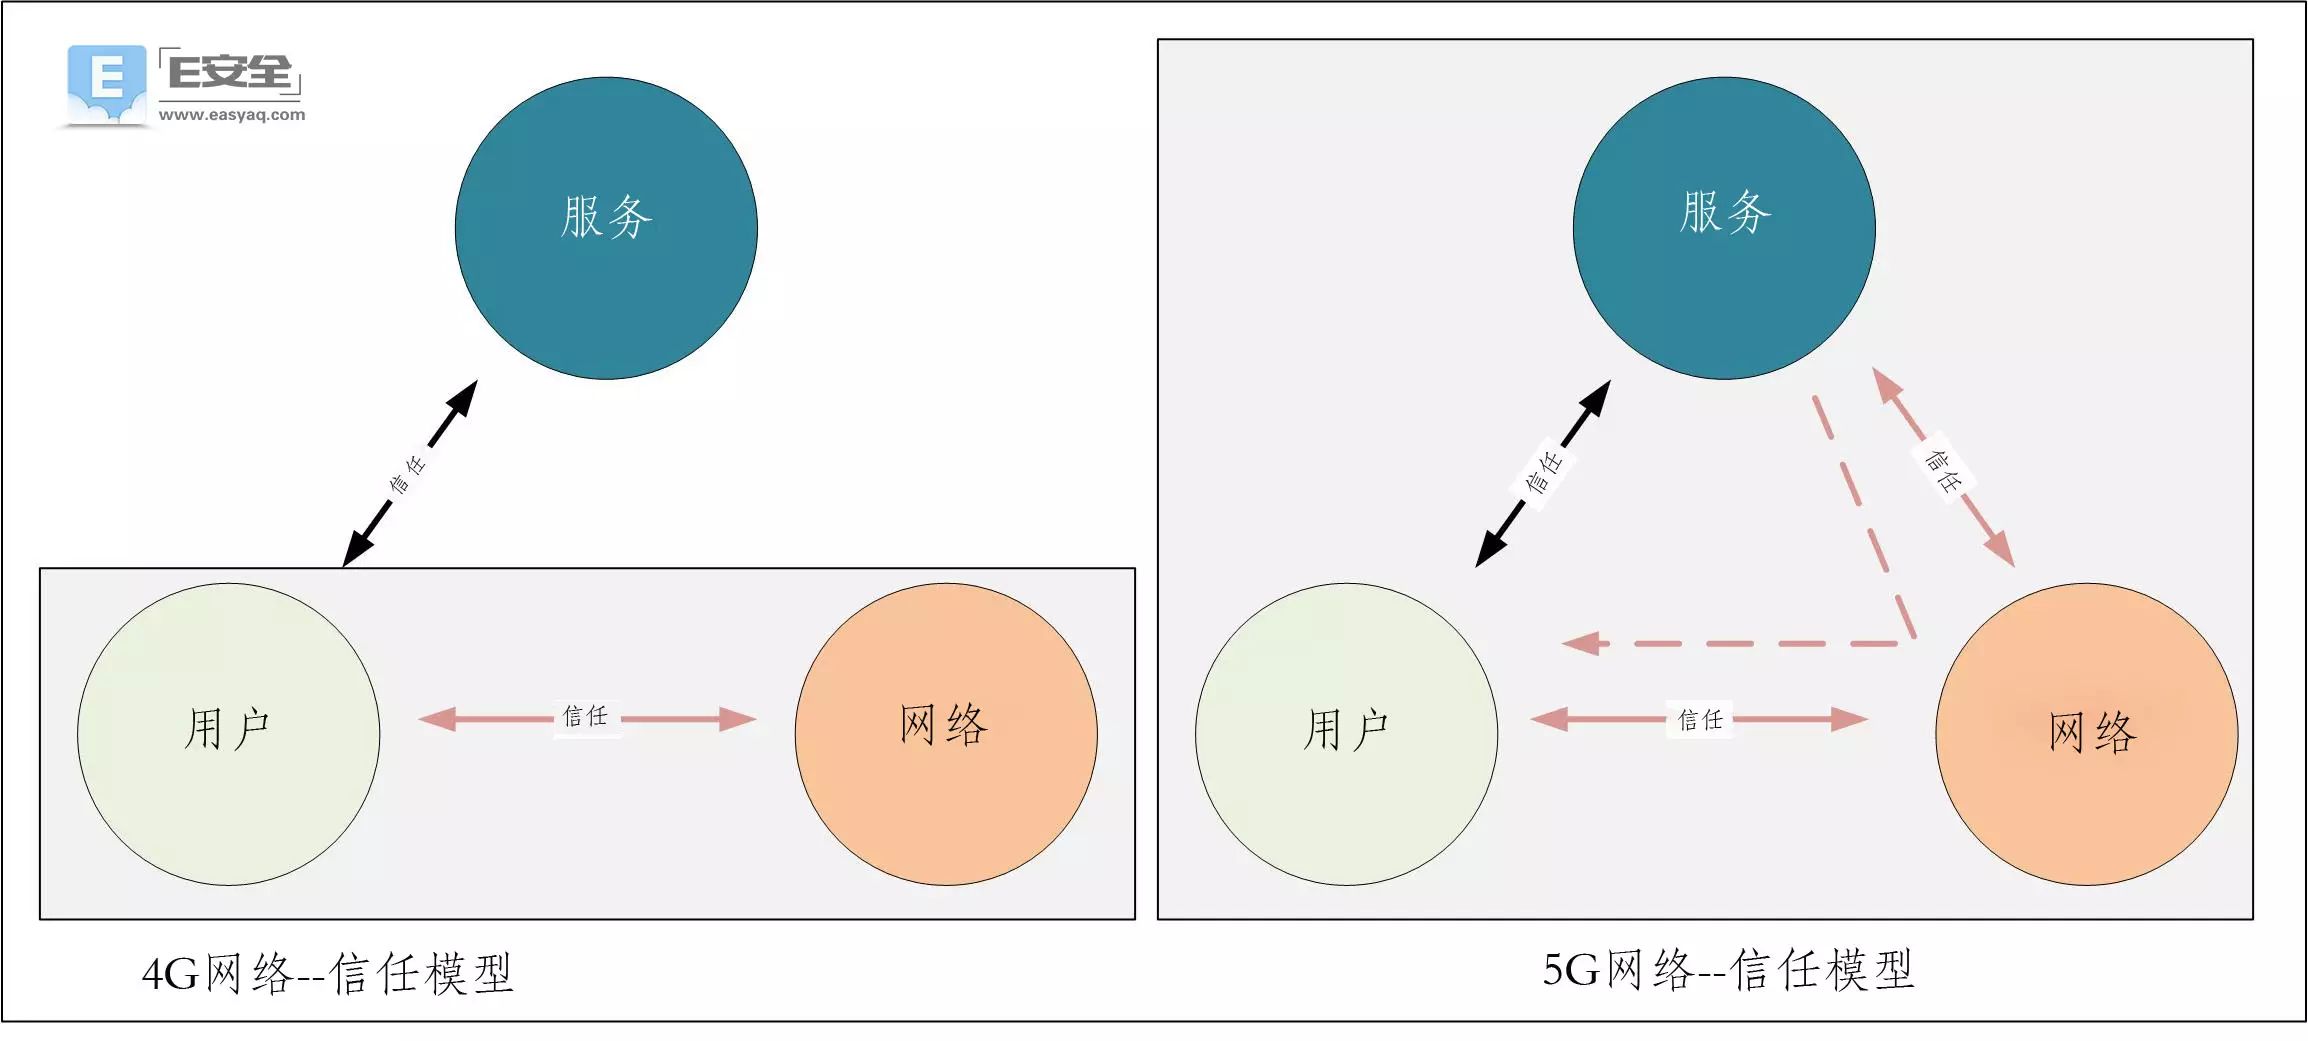 E
E安全
www.easyaq.com
服务
信任
用户
信任
网络
4G网络--信任模型
服务
信任
信任
用户
信任
网络
5G网络--信任模型